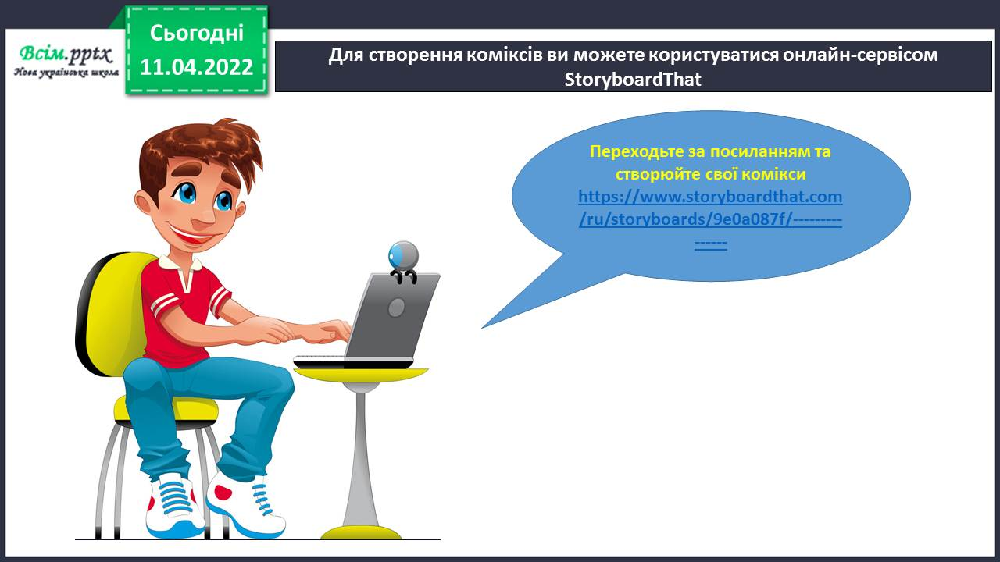 Всім.pptx
Нова українська школа
Сьогодні
11.04.2022
Для створення коміксів ви можете користуватися онлайн-сервісом
StoryboardThat
Переходьте за посиланням та
створюйте свої комікси
https://www.storyboardthat.com
/ru/storyboards/9e0a087f/---------
------